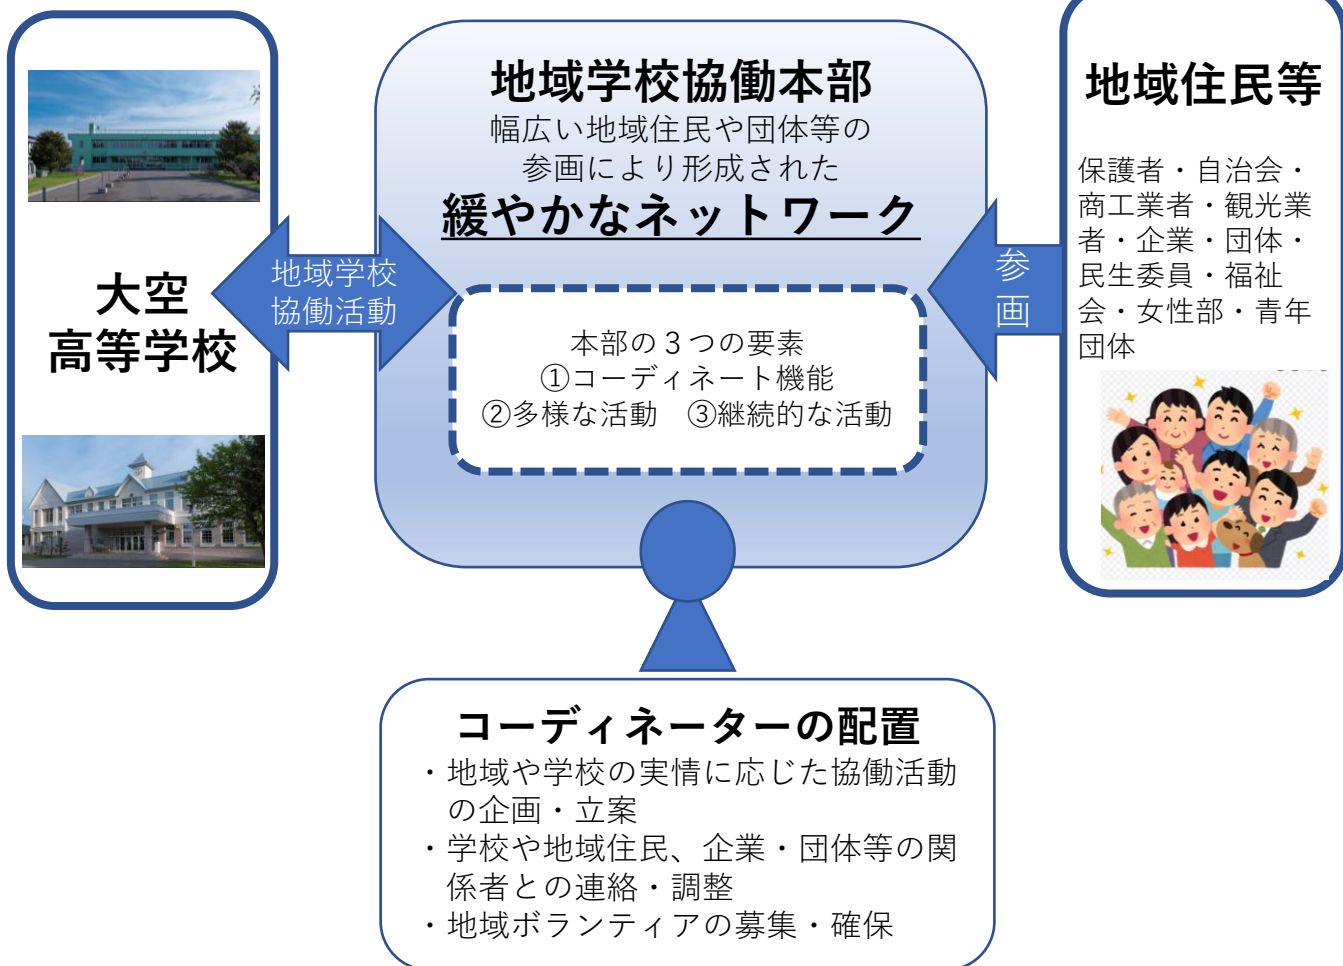 大空
高等学校
地域学校
協働活動
地域学校協働本部
幅広い地域住民や団体等の
参画により形成された
緩やかなネットワーク
本部の３つの要素
①コーディネート機能
②多様な活動　③継続的な活動
参
画
地域住民等
保護者・自治会・
商工業者・観光業
者・企業・団体・
民生委員・福祉
会・女性部・青年
団体
コーディネーターの配置
・地域や学校の実情に応じた協働活動
の企画・立案
・学校や地域住民、企業・団体等の関
係者との連絡・調整
・地域ボランティアの募集・確保